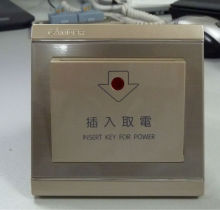 插入取電
INSERT KEY FOR POWER